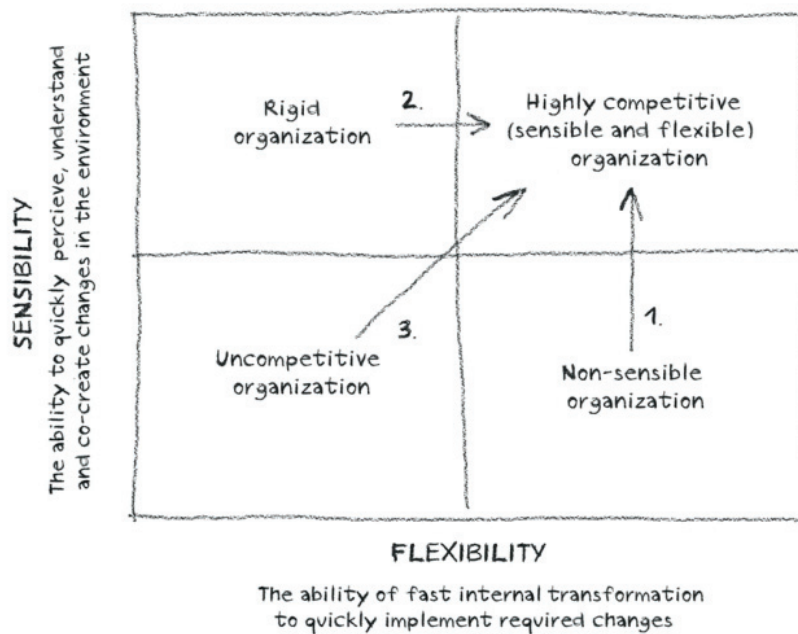 SENSIBILITY
The ability to quickly percieve, understand
and co-create changes in the environment
Rigid
organization
2.
Highly competitive
(sensible and flexible)
organization
Uncompetitive
organization
3.
1.
Non-sensible
organization
FLEXIBILITY
The ability of fast internal transformation
to quickly implement required changes